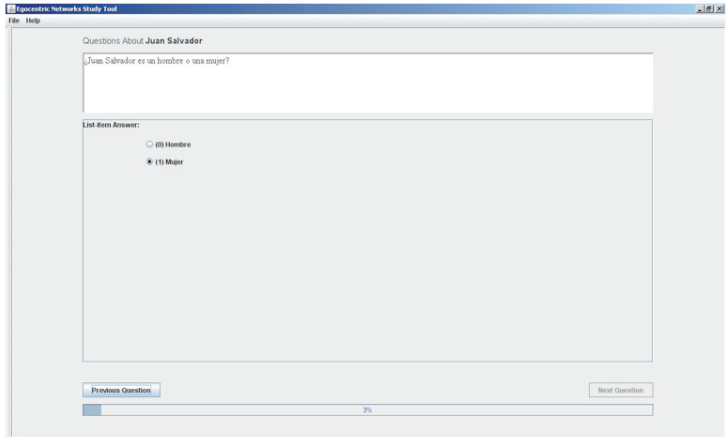 Egocentric Networks Study Tool
File Help
Questions About Juan Salvador
¿Juan Salvador es un hombre o una mujer?
List-Item Answer:
(0) Hombre
(1) Mujer
Previous Question
Next Question
3%